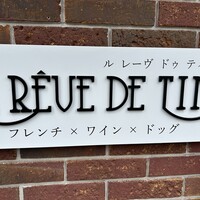 ル レーヴ ドゥ テ
RÊVE DE TI
フレンチ × ワイン × ドッグ